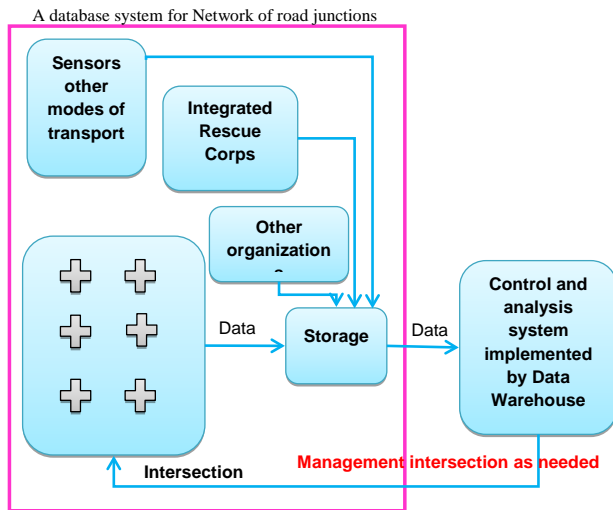 A database system for Network of road junctions
Sensors
other
modes of
transport
Integrated
Rescue
Corps
Other
organization
Data
Storage
Data
Control and
analysis
system
implemented
by Data
Warehouse
Intersection
Management intersection as needed